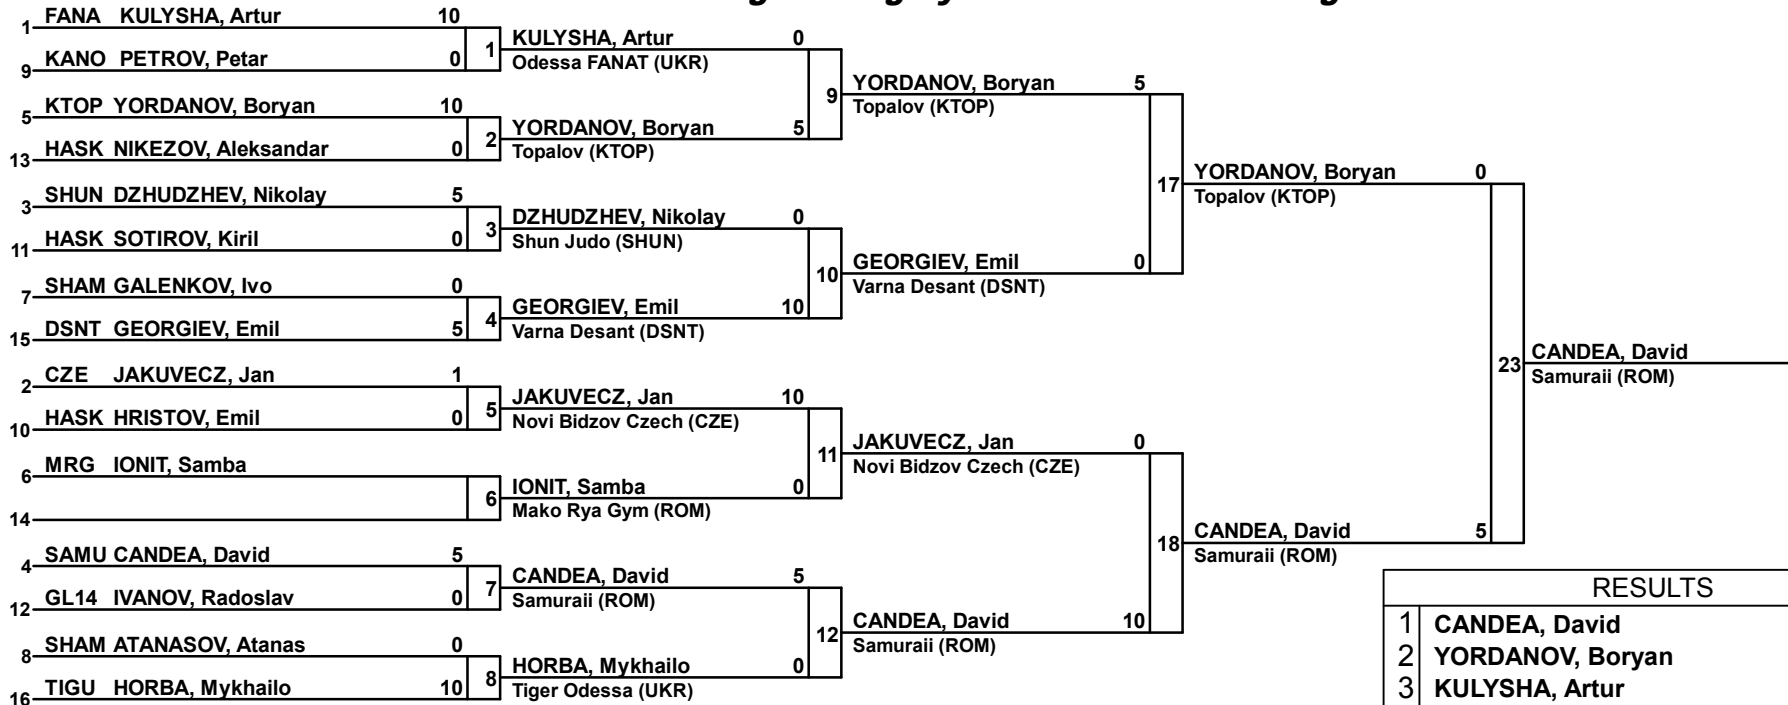 1 FANA KULYSHA, Artur 10
9 KANO PETROV, Petar 0
1
5 KTOP YORDANOV, Boryan 10
13 HASK NIKEZOV, Aleksandar 0
2
3 SHUN DZHUDZHEV, Nikolay 5
11 HASK SOTIROV, Kiril 0
3
7 SHAM GALENKOV, Ivo 0
15 DSNT GEORGIEV, Emil 5
4
2 CZE JAKUVECZ, Jan 1
10 HASK HRISTOV, Emil 0
5
6 MRG IONIT, Samba
14
6
4 SAMU CANDEA, David 5
12 GL14 IVANOV, Radoslav 0
7
8 SHAM ATANASOV, Atanas 0
16 TIGU HORBA, Mykhailo 10
8
KULYSHA, Artur 0
Odessa FANAT (UKR)
9
YORDANOV, Boryan 5
Topalov (KTOP)
DZHUDZHEV, Nikolay 0
Shun Judo (SHUN)
10
GEORGIEV, Emil 10
Varna Desant (DSNT)
JAKUVECZ, Jan 10
Novi Bidzov Czech (CZE)
11
IONIT, Samba 0
Mako Rya Gym (ROM)
CANDEA, David 5
Samuraii (ROM)
12
HORBA, Mykhailo 0
Tiger Odessa (UKR)
YORDANOV, Boryan 5
Topalov (KTOP)
17
GEORGIEV, Emil 0
Varna Desant (DSNT)
JAKUVECZ, Jan 0
Novi Bidzov Czech (CZE)
18
CANDEA, David 10
Samuraii (ROM)
YORDANOV, Boryan 0
Topalov (KTOP)
23
CANDEA, David 5
Samuraii (ROM)
CANDEA, David
Samuraii (ROM)
RESULTS
1 CANDEA, David
2 YORDANOV, Boryan
3 KULYSHA, Artur